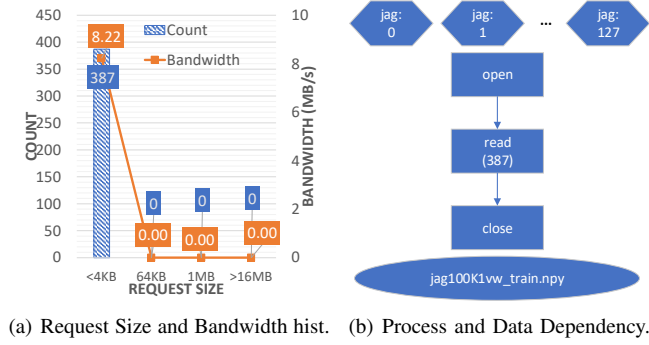 450
400
350
300
250
200
150
100
50
0
COUNT
8.22
387
Count
Bandwidth
0
0
0
0.00
0.00
0.00
10
8
6
4
2
0
BANDWIDTH (MB/s)
<4KB
64KB
1MB
>16MB
REQUEST SIZE
(a) Request Size and Bandwidth hist.
jag:
0
jag:
1
...
jag:
127
open
read
(387)
close
jag100K1vw_train.npy
(b) Process and Data Dependency.